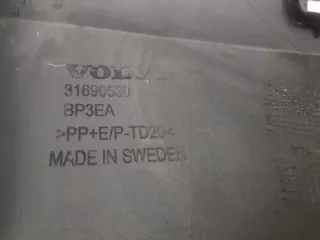 VOLVO
31690530
BP3EA
>PP+E/P-TD20<
MADE IN SWEDEN